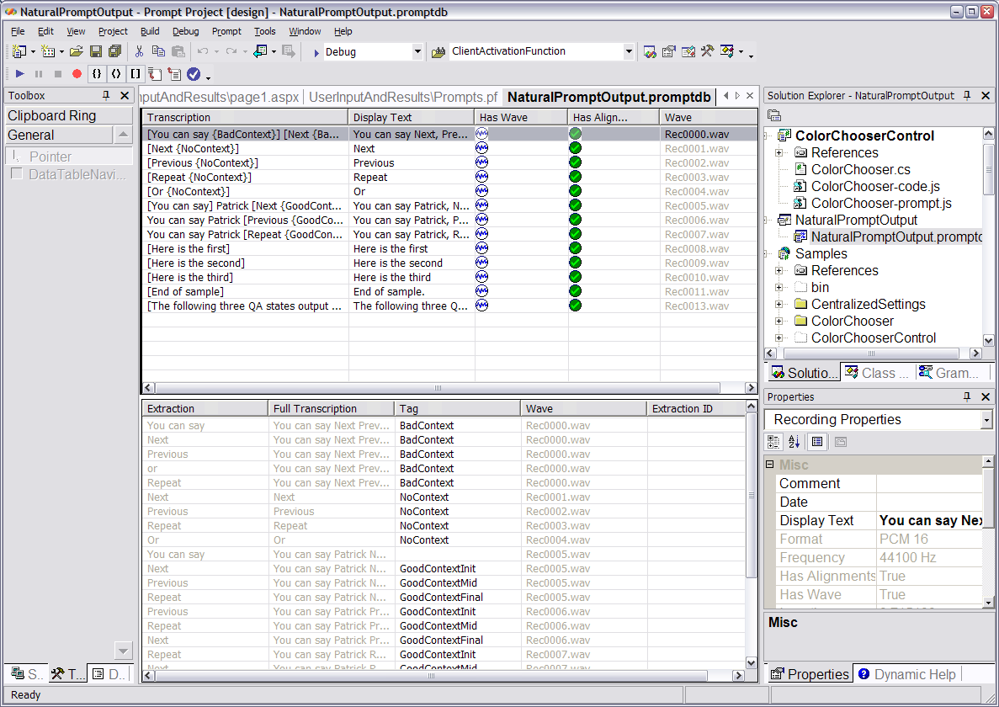 NaturalPromptOutput - Prompt Project [design] - NaturalPromptOutput.promptdb
File Edit View Project Build Debug Prompt Tools Window Help
Debug ClientActivationFunction
Toolbox
Clipboard Ring
General
Pointer
DataTableNavi...
S... T... D...
nputAndResults\page1.aspx UserInputAndResults\Prompts.pf NaturalPromptOutput.promptdb
Transcription Display Text Has Wave Has Align... Wave
[You can say {BadContext}] [Next {Ba... You can say Next, Pre... Rec0000.wav
[Next {NoContext}] Next Rec0001.wav
[Previous {NoContext}] Previous Rec0002.wav
[Repeat {NoContext}] Repeat Rec0003.wav
[Or {NoContext}] Or Rec0004.wav
[You can say] Patrick [Next {GoodCont... You can say Patrick, N... Rec0005.wav
You can say Patrick [Previous {GoodCo... You can say Patrick, P... Rec0006.wav
You can say Patrick [Repeat {GoodCon... You can say Patrick, R... Rec0007.wav
[Here is the first] Here is the first Rec0008.wav
[Here is the second] Here is the second Rec0009.wav
[Here is the third] Here is the third Rec0010.wav
[End of sample] End of sample. Rec0011.wav
[The following three QA states output ... The following three Q... Rec0013.wav
Extraction Full Transcription Tag Wave Extraction ID
You can say You can say Next Prev... BadContext Rec0000.wav
Next You can say Next Prev... BadContext Rec0000.wav
Previous You can say Next Prev... BadContext Rec0000.wav
or You can say Next Prev... BadContext Rec0000.wav
Repeat You can say Next Prev... BadContext Rec0000.wav
Next Next NoContext Rec0001.wav
Previous Previous NoContext Rec0002.wav
Repeat Repeat NoContext Rec0003.wav
Or Or NoContext Rec0004.wav
You can say You can say Patrick N... Rec0005.wav
Next You can say Patrick N... GoodContextInit Rec0005.wav
Previous You can say Patrick N... GoodContextMid Rec0005.wav
Repeat You can say Patrick N... GoodContextFinal Rec0005.wav
Previous You can say Patrick Pr... GoodContextInit Rec0006.wav
Repeat You can say Patrick Pr... GoodContextMid Rec0006.wav
Next You can say Patrick Pr... GoodContextFinal Rec0006.wav
Repeat You can say Patrick R... GoodContextInit Rec0007.wav
Next You can say Patrick R... GoodContextMid Rec0007.wav
Solution Explorer - NaturalPromptOutput
ColorChooserControl
References
ColorChooser.cs
ColorChooser-code.js
ColorChooser-prompt.js
NaturalPromptOutput
NaturalPromptOutput.promptd
Samples
References
bin
CentralizedSettings
ColorChooser
ColorChooserControl
Solutio... Class ... Gram...
Properties
Recording Properties
Misc
Comment
Date
Display Text You can say Nex
Format PCM 16
Frequency 44100 Hz
Has Alignments True
Has Wave True
Misc
Properties Dynamic Help
Ready